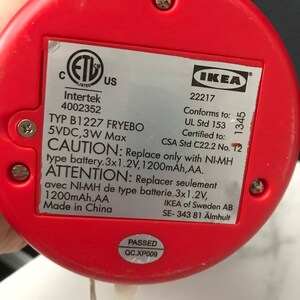 ETL
C US
LISTED
Intertek
4002352
IKEA
22217
Conforms to:
UL Std 153
Certified to:
CSA Std C22.2 No. 12
1345
TYP B1227 FRYEBO
5VDC,3W Max
CAUTION: Replace only with NI-MH
type battery.3x1.2V,1200mAh,AA.
ATTENTION: Remplacer seulement
avec NI-MH de type batterie.3x1.2V,
1200mAh,AA
Made in China
IKEA of Sweden AB
SE- 343 81 Älmhult
PASSED
QC.XP009